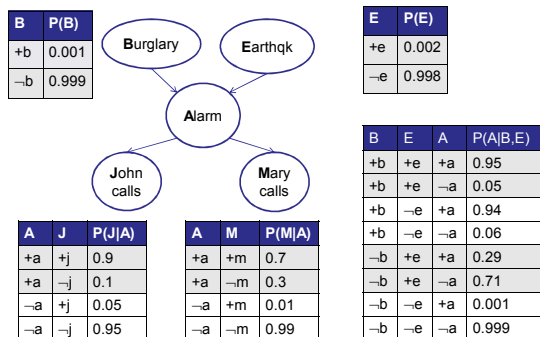 B P(B)
+b 0.001
¬b 0.999
Burglary
Earthqk
E P(E)
+e 0.002
¬e 0.998
Alarm
John
calls
Mary
calls
A J P(J|A)
+a +j 0.9
+a ¬j 0.1
¬a +j 0.05
¬a ¬j 0.95
A M P(M|A)
+a +m 0.7
+a ¬m 0.3
¬a +m 0.01
¬a ¬m 0.99
B E A P(A|B,E)
+b +e +a 0.95
+b +e ¬a 0.05
+b ¬e +a 0.94
+b ¬e ¬a 0.06
¬b +e +a 0.29
¬b +e ¬a 0.71
¬b ¬e +a 0.001
¬b ¬e ¬a 0.999